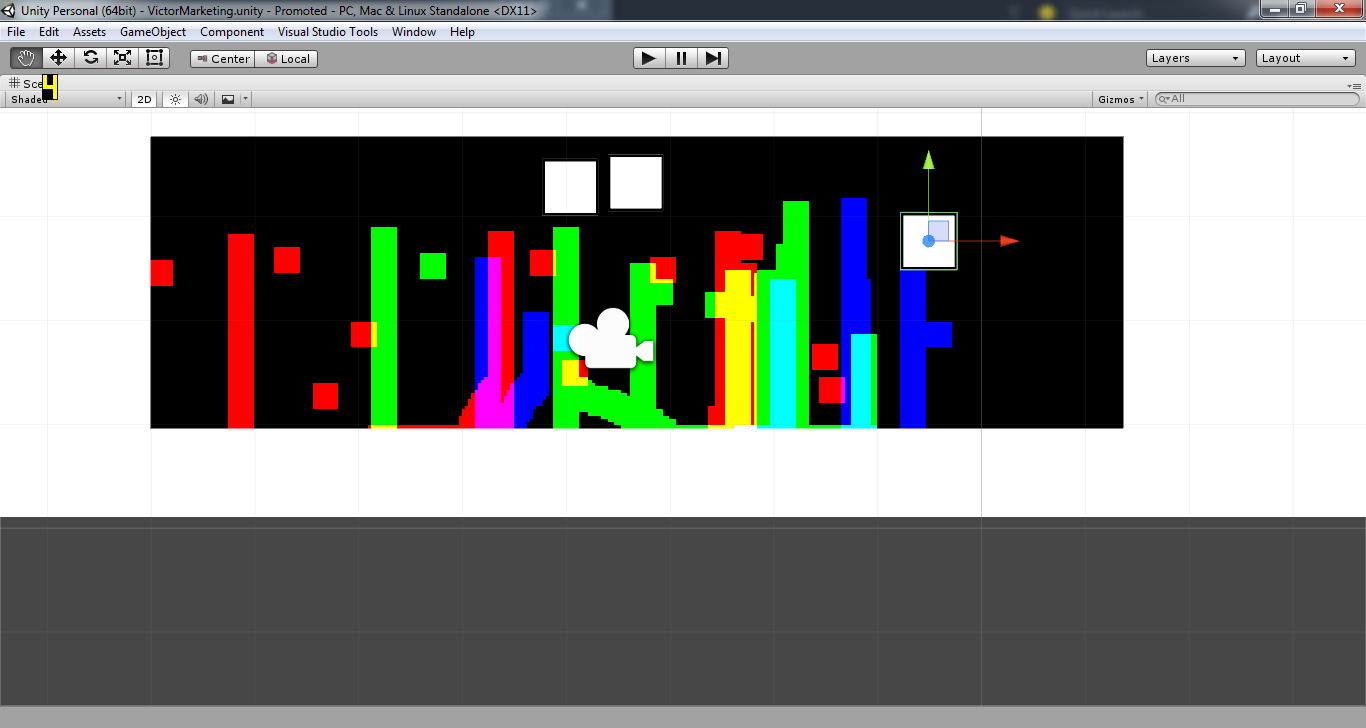 Unity Personal (64bit) - VictorMarketing.unity - Promoted - PC, Mac & Linux Standalone <DX11>
File Edit Assets GameObject Component Visual Studio Tools Window Help
Center Local Layers Layout
Sce
4
Shaded 2D Gizmos All